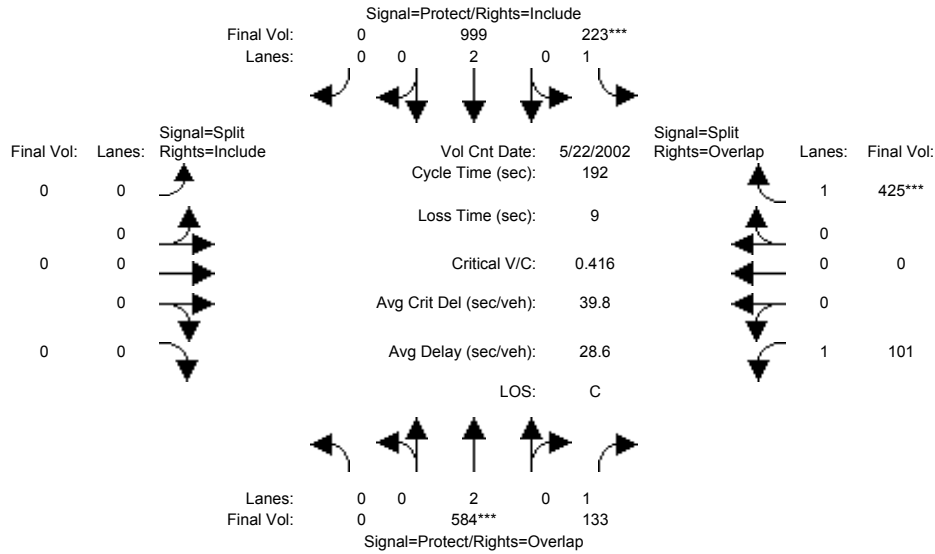 Signal=Protect/Rights=Include
Final Vol: 0 999 223***
Lanes: 0 0 2 0 1
Signal=Split
Final Vol: Lanes: Rights=Include
Vol Cnt Date: 5/22/2002
Signal=Split
Rights=Overlap Lanes: Final Vol:
Cycle Time (sec): 192
0 0
1 425***
Loss Time (sec): 9
0
0
0 0
Critical V/C: 0.416
0 0
0
Avg Crit Del (sec/veh): 39.8
0
0 0
Avg Delay (sec/veh): 28.6
1 101
LOS: C
Lanes: 0 0 2 0 1
Final Vol: 0 584*** 133
Signal=Protect/Rights=Overlap